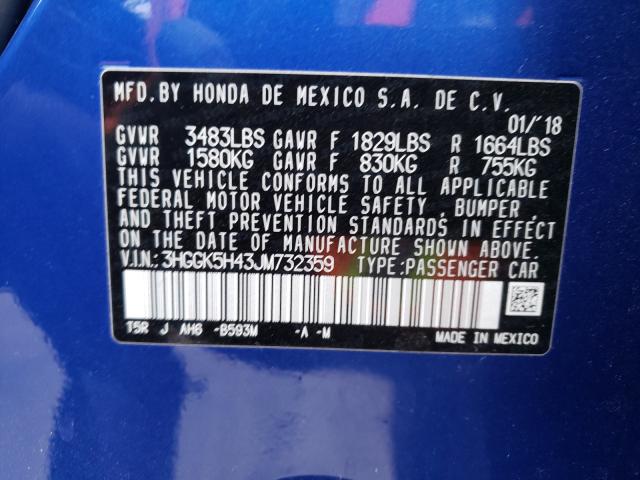 MFD.BY HONDA DE MEXICO S.A. DE C.V.
01/'18
GVWR 3483LBS GAWR F 1829LBS R 1664LBS
GVWR 1580KG GAWR F 830KG R 755KG
THIS VEHICLE CONFORMS TO ALL APPLICABLE
FEDERAL MOTOR VEHICLE SAFETY , BUMPER ,
AND THEFT PREVENTION STANDARDS IN EFFECT
ON THE DATE OF MANUFACTURE SHOWN ABOVE.
V.I.N.: 3HGGK5H43JM732359 TYPE:PASSENGER CAR
T5R J AH6 -B593M -A -M
MADE IN MEXICO